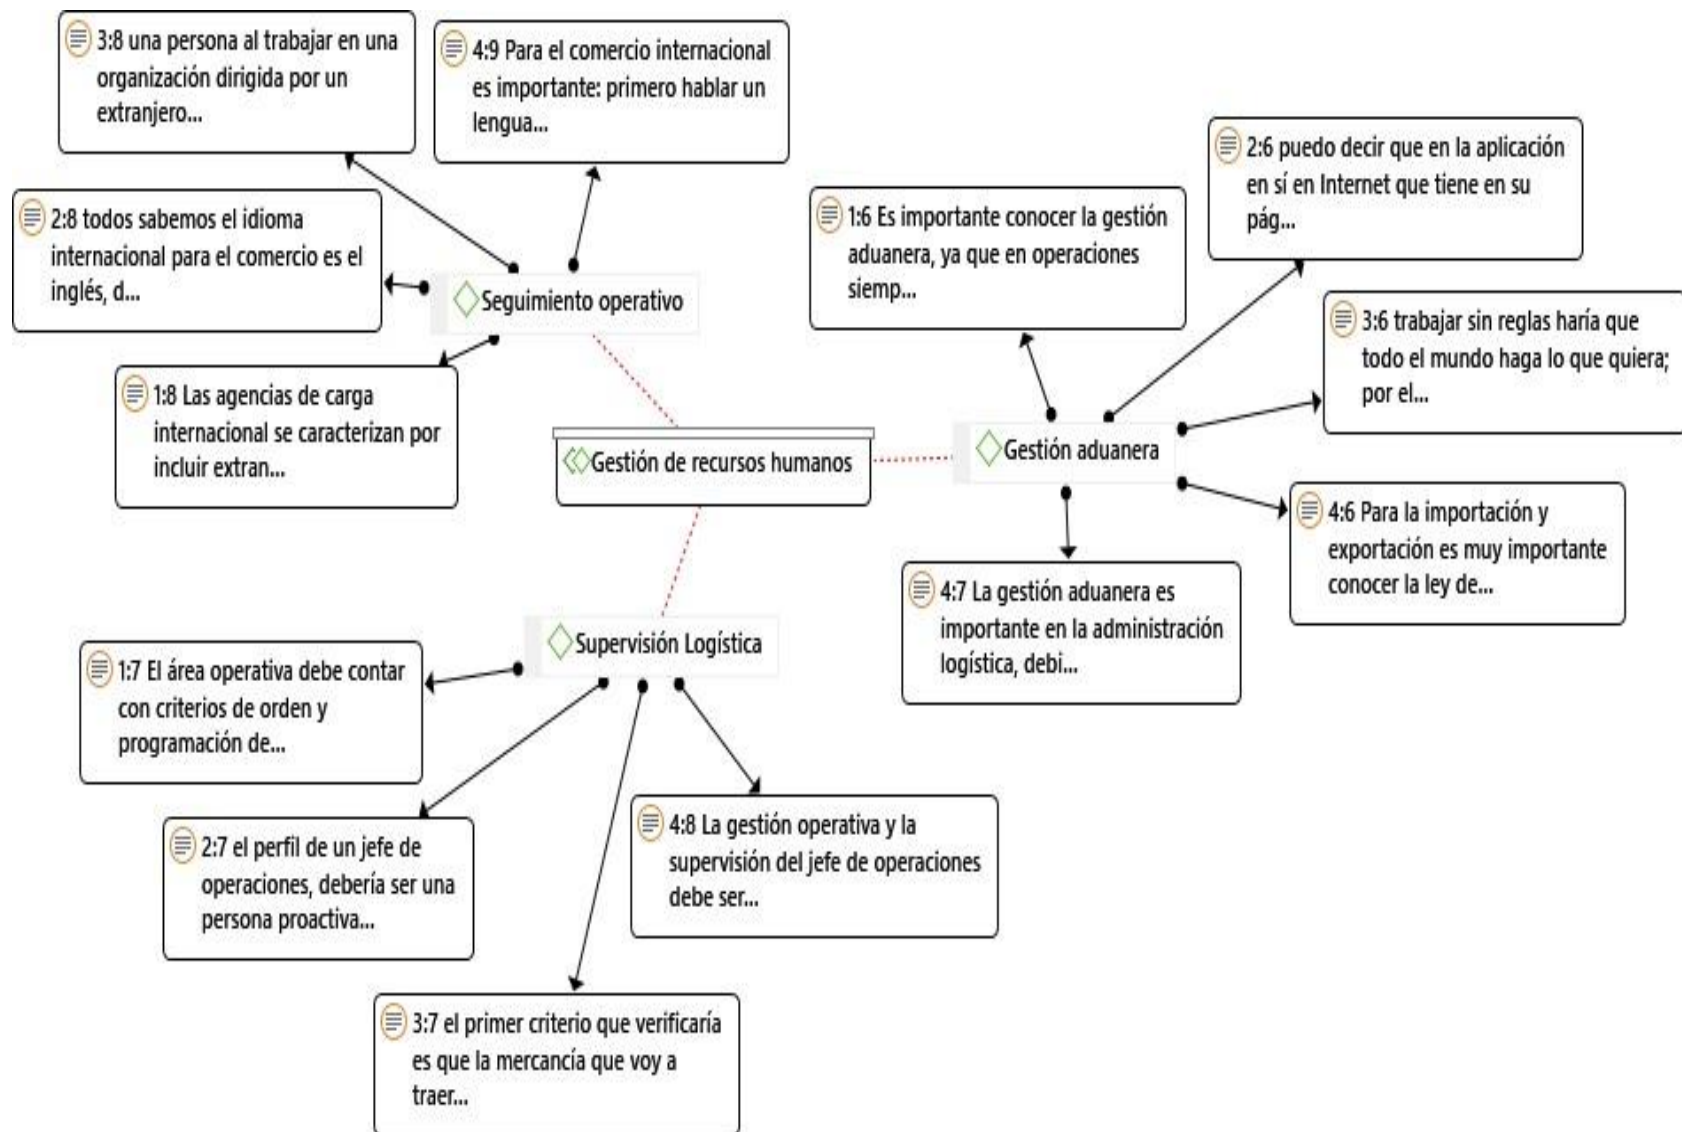 3:8 una persona al trabajar en una
organización dirigida por un
extranjero...
4:9 Para el comercio internacional
es importante: primero hablar un
lengua...
2:8 todos sabemos el idioma
internacional para el comercio es el
inglés, d...
Seguimiento operativo
1:8 Las agencias de carga
internacional se caracterizan por
incluir extran...
2:6 puedo decir que en la aplicación
en sí en Internet que tiene en su
pág...
1:6 Es importante conocer la gestión
aduanera, ya que en operaciones
siemp...
3:6 trabajar sin reglas haría que
todo el mundo haga lo que quiera;
por el...
Gestión de recursos humanos
Gestión aduanera
4:6 Para la importación y
exportación es muy importante
conocer la ley de...
4:7 La gestión aduanera es
importante en la administración
logística, debi...
Supervisión Logística
1:7 El área operativa debe contar
con criterios de orden y
programación de...
2:7 el perfil de un jefe de
operaciones, debería ser una
persona proactiva...
4:8 La gestión operativa y la
supervisión del jefe de operaciones
debe ser...
3:7 el primer criterio que verificaría
es que la mercancía que voy a
traer...